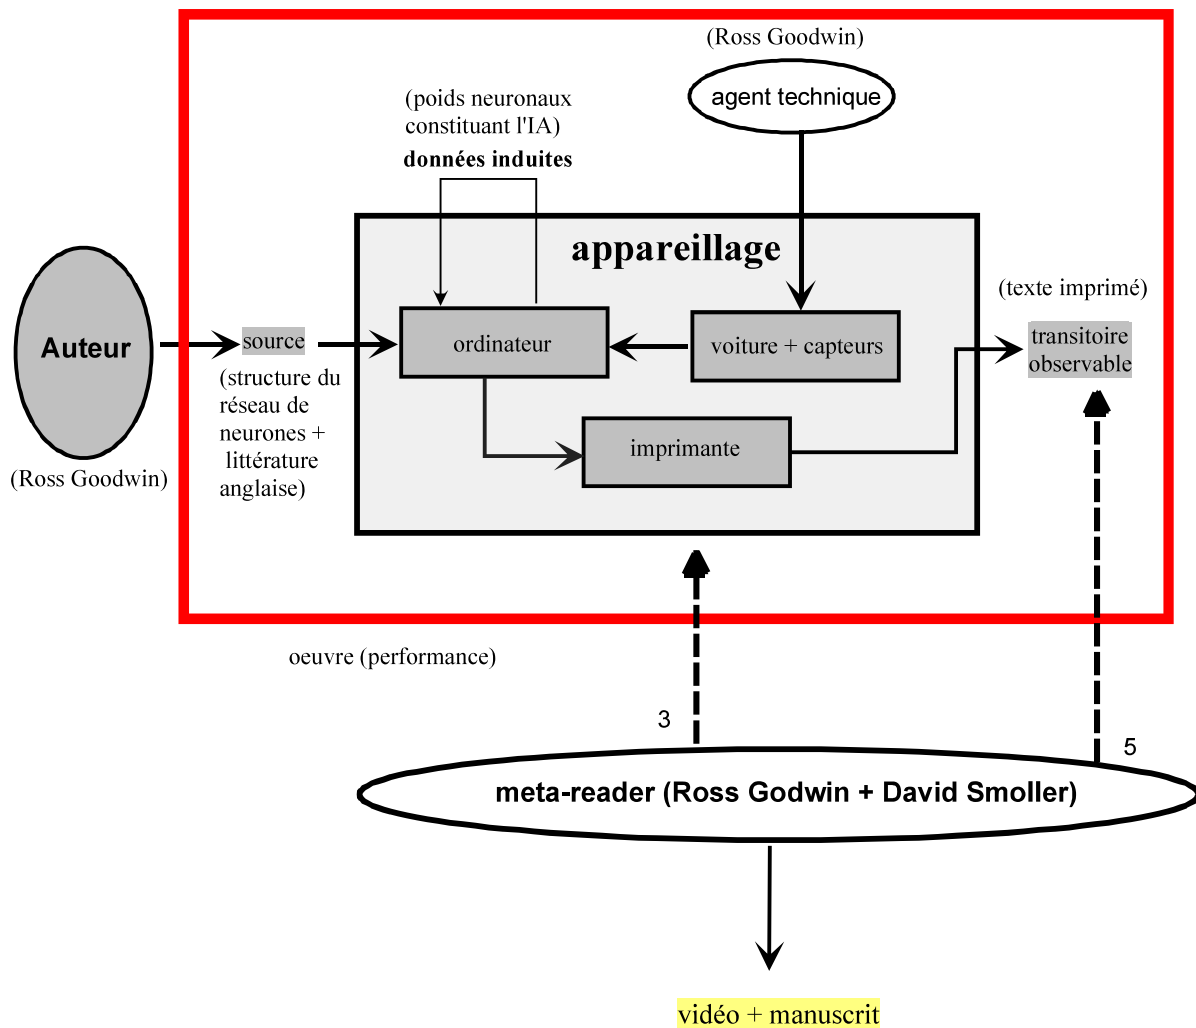 (Ross Goodwin)
agent technique
(poids neuronaux
constituant l'IA)
données induites
appareillage
(texte imprimé)
transitoire
observable
Auteur
source
ordinateur
voiture + capteurs
(structure du
réseau de
neurones +
littérature
anglaise)
imprimante
(Ross Goodwin)
oeuvre (performance)
3
5
meta-reader (Ross Godwin + David Smoller)
vidéo + manuscrit